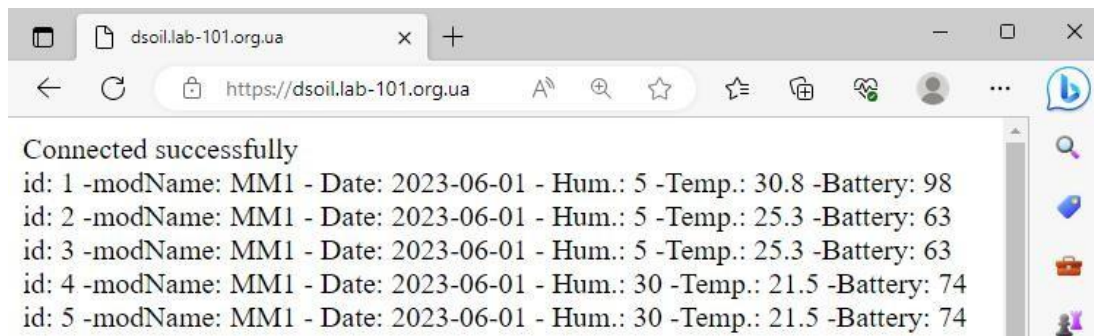 dsoil.lab-101.org.ua
https://dsoil.lab-101.org.ua
Connected successfully
id: 1 -modName: MM1 - Date: 2023-06-01 - Hum.: 5 -Temp.: 30.8 -Battery: 98
id: 2 -modName: MM1 - Date: 2023-06-01 - Hum.: 5 -Temp.: 25.3 -Battery: 63
id: 3 -modName: MM1 - Date: 2023-06-01 - Hum.: 5 -Temp.: 25.3 -Battery: 63
id: 4 -modName: MM1 - Date: 2023-06-01 - Hum.: 30 -Temp.: 21.5 -Battery: 74
id: 5 -modName: MM1 - Date: 2023-06-01 - Hum.: 30 -Temp.: 21.5 -Battery: 74